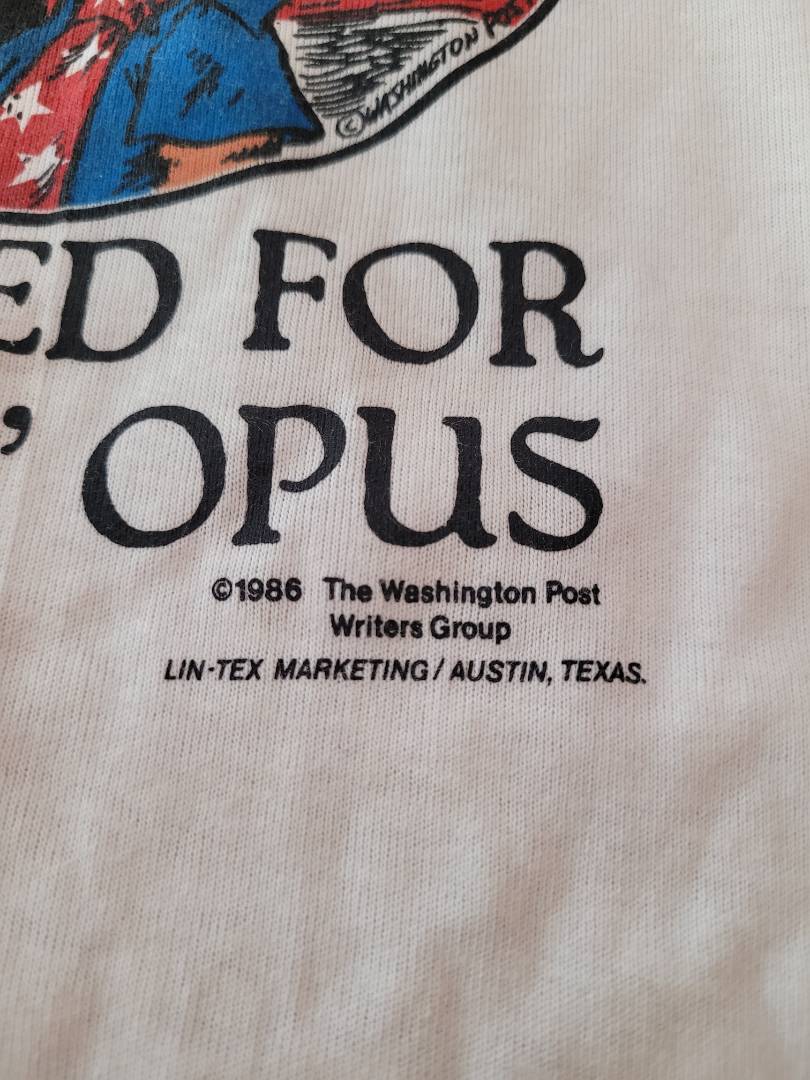 © WASHINGTON POST
ED FOR
’ OPUS
©1986 The Washington Post
Writers Group
LIN-TEX MARKETING / AUSTIN, TEXAS.